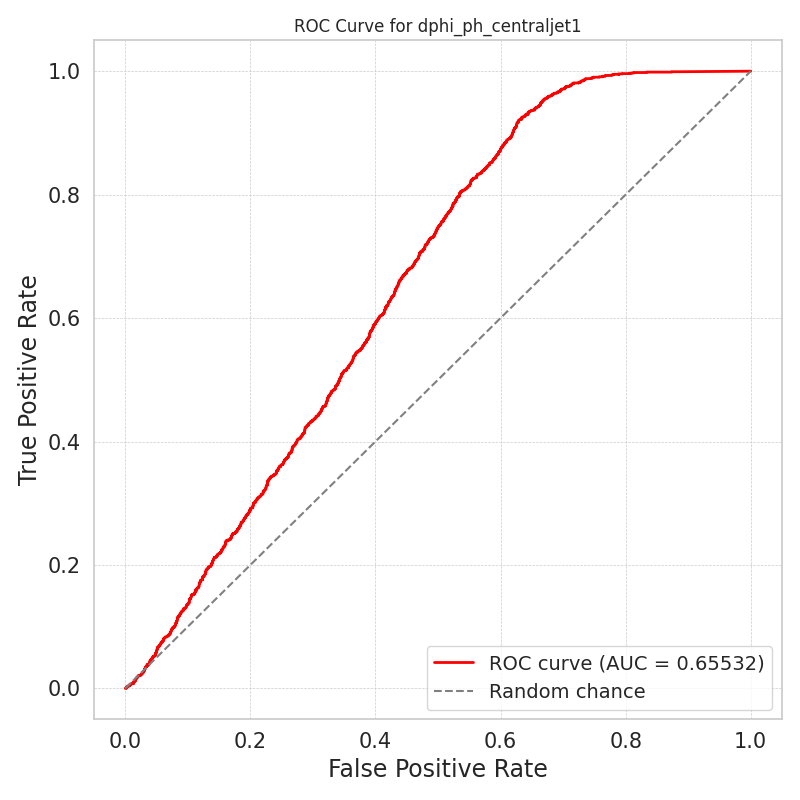 ROC Curve for dphi_ph_centraljet1
True Positive Rate
1.0
0.8
0.6
0.4
0.2
0.0
ROC curve (AUC = 0.65532)
Random chance
0.0 0.2 0.4 0.6 0.8 1.0
False Positive Rate